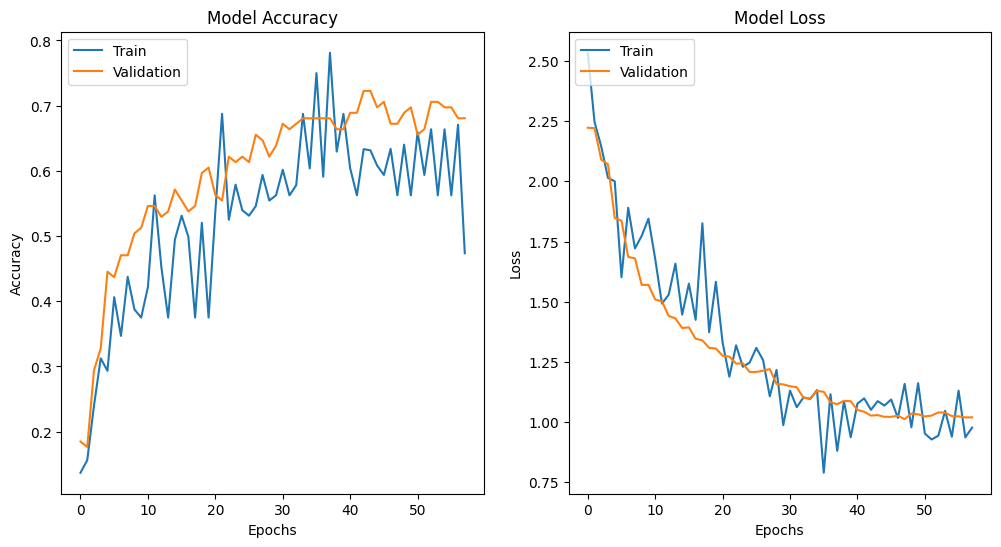 Model Accuracy
Train
Validation
0.8
0.7
0.6
0.5
0.4
0.3
0.2
Accuracy
0
10
20
30
40
50
Epochs
Model Loss
Train
Validation
2.50
2.25
2.00
1.75
1.50
1.25
1.00
0.75
Loss
0
10
20
30
40
50
Epochs